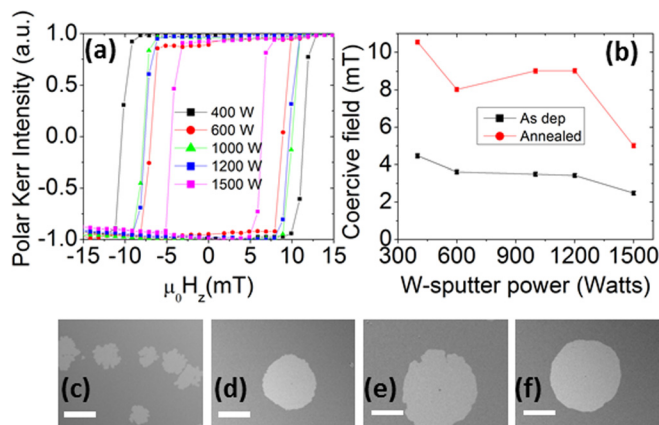 (a)
Polar Kerr Intensity (a.u.)
1.0
0.5
0.0
-0.5
-1.0
400 W
600 W
1000 W
1200 W
1500 W
-15 -10 -5 0 5 10 15
μ₀H_z(mT)
(b)
Coercive field (mT)
10
8
6
4
2
0
As dep
Annealed
300 600 900 1200 1500
W-sputter power (Watts)
(c) (d) (e) (f)